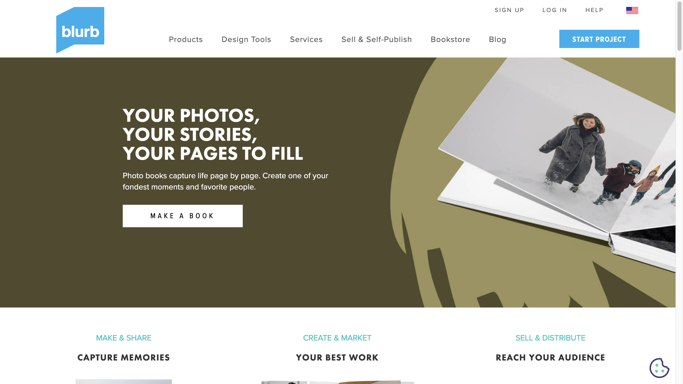 SIGN UP LOG IN HELP
blurb
Products Design Tools Services Sell & Self-Publish Bookstore Blog START PROJECT
YOUR PHOTOS,
YOUR STORIES,
YOUR PAGES TO FILL
Photo books capture life page by page. Create one of your
fondest moments and favorite people.
MAKE A BOOK
MAKE & SHARE CREATE & MARKET SELL & DISTRIBUTE
CAPTURE MEMORIES YOUR BEST WORK REACH YOUR AUDIENCE